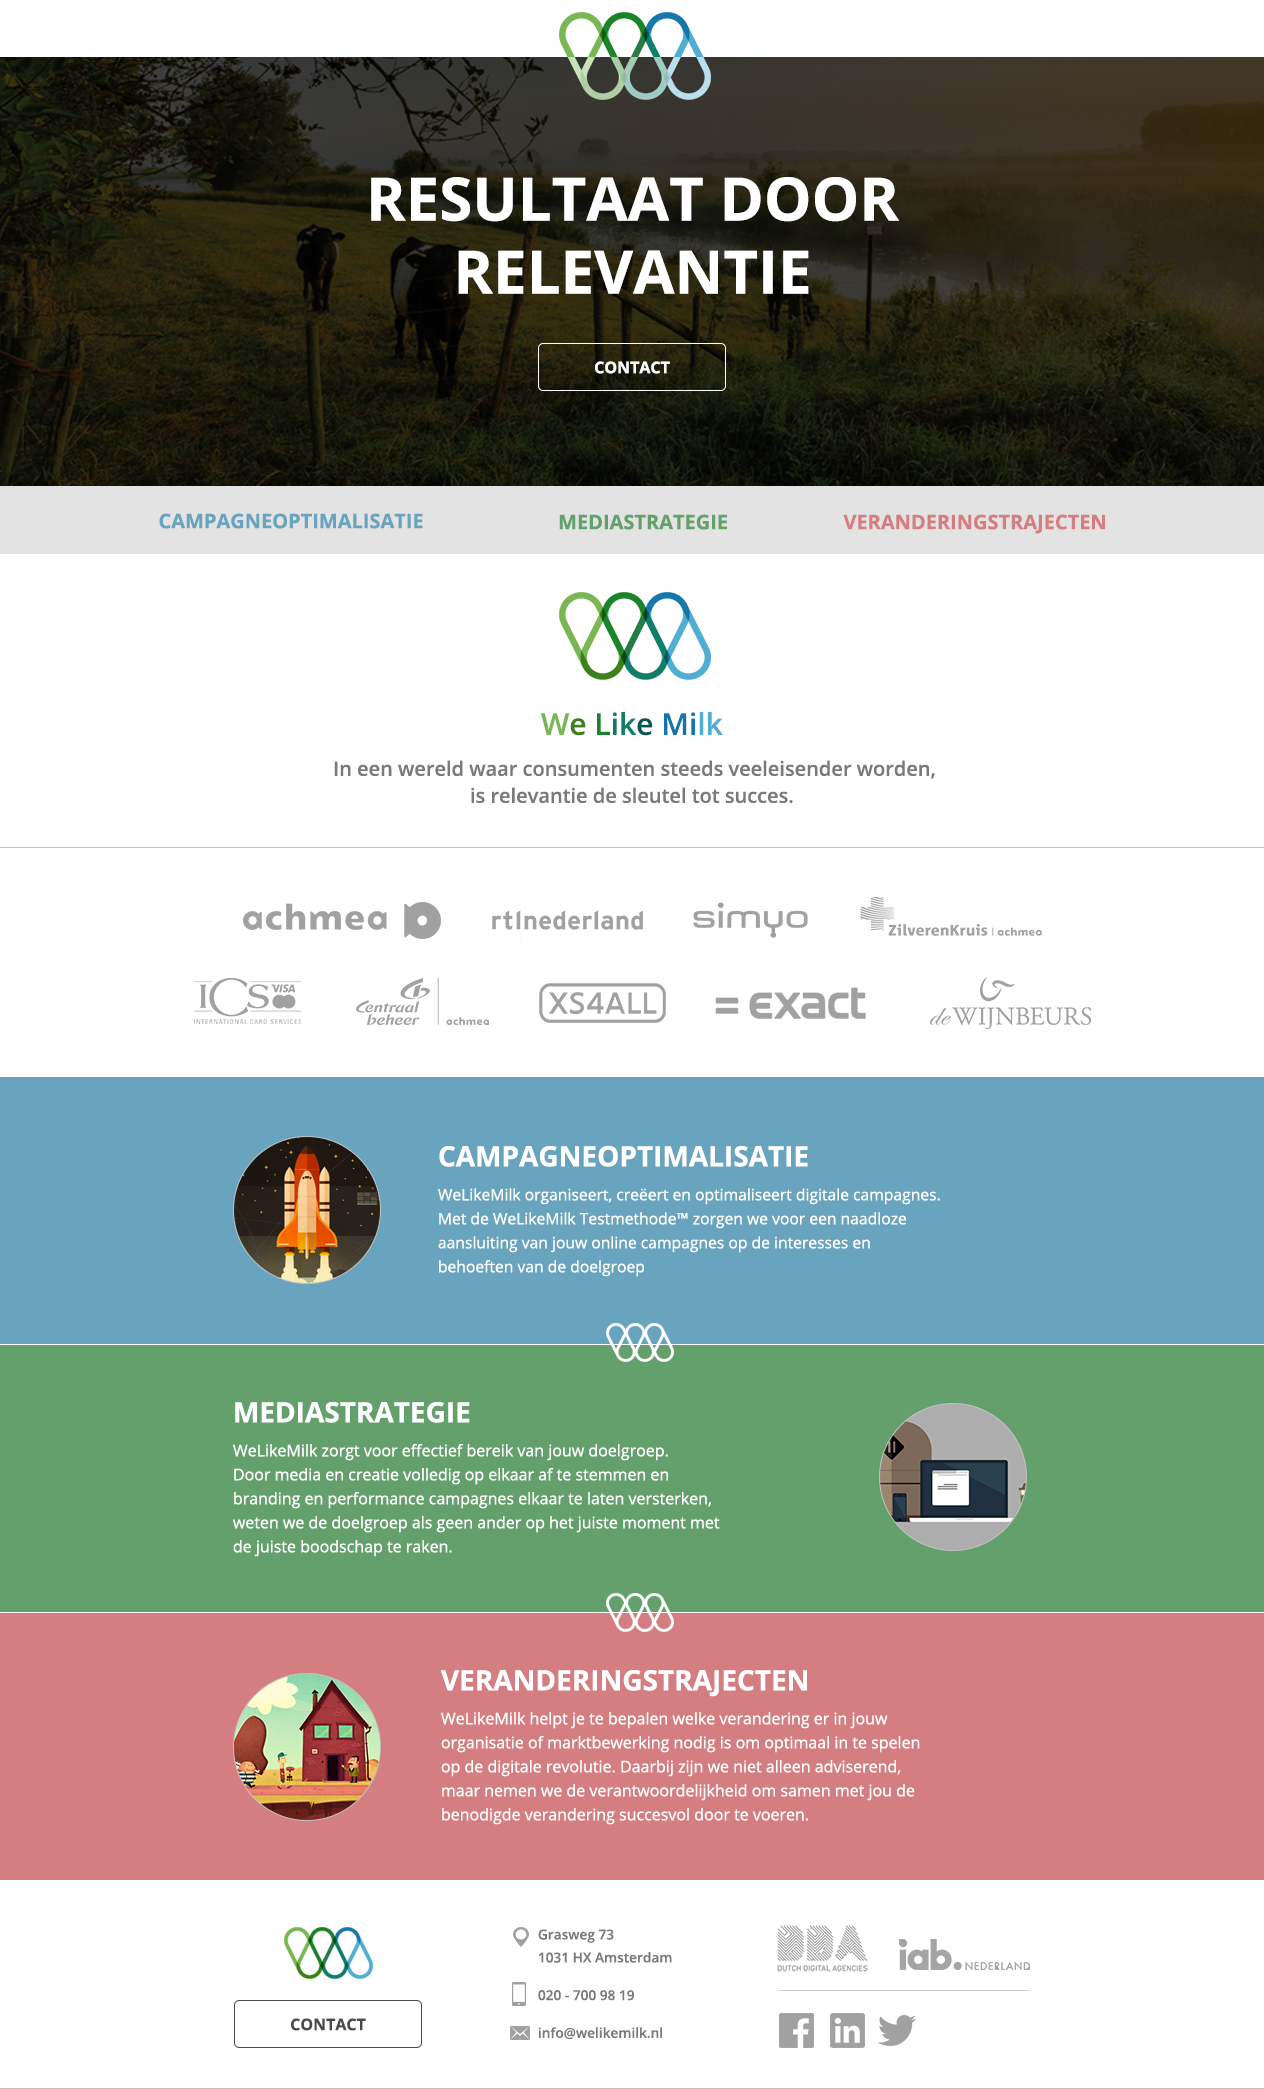 RESULTAAT DOOR
RELEVANTIE
CONTACT
CAMPAGNEOPTIMALISATIE
MEDIASTRATEGIE
VERANDERINGSTRAJECTEN
We Like Milk
In een wereld waar consumenten steeds veeleisender worden,
is relevantie de sleutel tot succes.
achmea
rtlnederland
simyo
ZilverenKruis | achmea
ICS VISA
INTERNATIONAL CARD SERVICES
Centraal
beheer
achmea
XS4ALL
= exact
de WIJNBEURS
CAMPAGNEOPTIMALISATIE
WeLikeMilk organiseert, creëert en optimaliseert digitale campagnes.
Met de WeLikeMilk Testmethode™ zorgen we voor een naadloze
aansluiting van jouw online campagnes op de interesses en
behoeften van de doelgroep
MEDIASTRATEGIE
WeLikeMilk zorgt voor effectief bereik van jouw doelgroep.
Door media en creatie volledig op elkaar af te stemmen en
branding en performance campagnes elkaar te laten versterken,
weten we de doelgroep als geen ander op het juiste moment met
de juiste boodschap te raken.
VERANDERINGSTRAJECTEN
WeLikeMilk helpt je te bepalen welke verandering er in jouw
organisatie of marktbewerking nodig is om optimaal in te spelen
op de digitale revolutie. Daarbij zijn we niet alleen adviserend,
maar nemen we de verantwoordelijkheid om samen met jou de
benodigde verandering succesvol door te voeren.
CONTACT
Grasweg 73
1031 HX Amsterdam
020 - 700 98 19
info@welikemilk.nl
DDA
DUTCH DIGITAL AGENCIES
iab. NEDERLAND